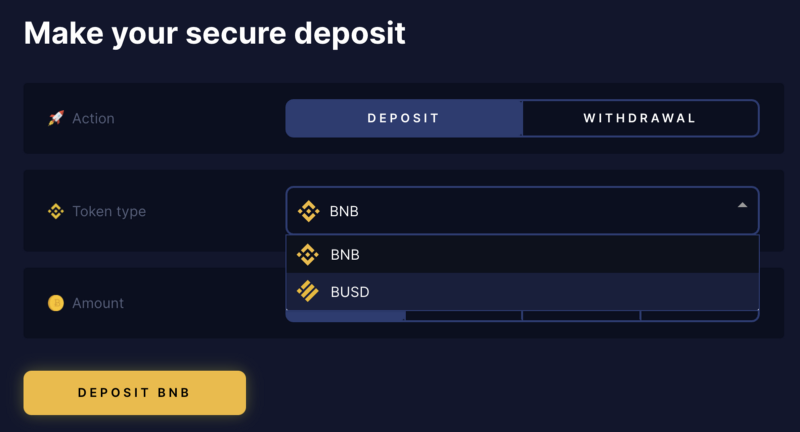 Make your secure deposit
Action
DEPOSIT
WITHDRAWAL
Token type
BNB
BNB
BUSD
Amount
DEPOSIT BNB